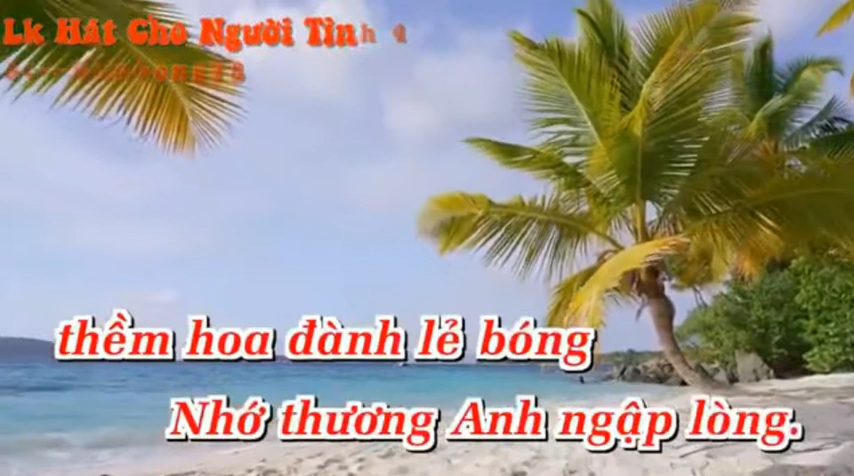 Lk Hát Cho Người Tình
thềm hoa đành lẻ bóng
Nhớ thương Anh ngập lòng.